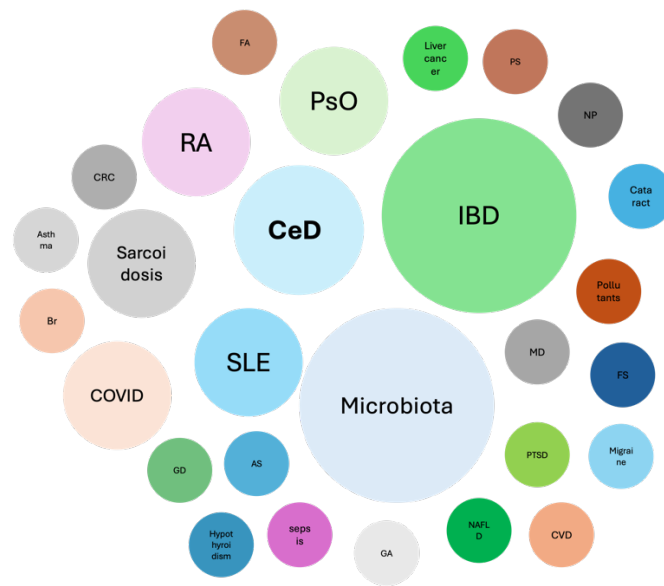 FA
PsO
Liver
canc
er
PS
NP
RA
CRC
Cata
ract
IBD
CeD
Asth
ma
Sarcoi
dosis
Pollu
tants
Br
MD
SLE
FS
COVID
Microbiota
GD
AS
PTSD
Migrai
ne
Hypot
hyroi
dism
seps
is
GA
NAFL
D
CVD